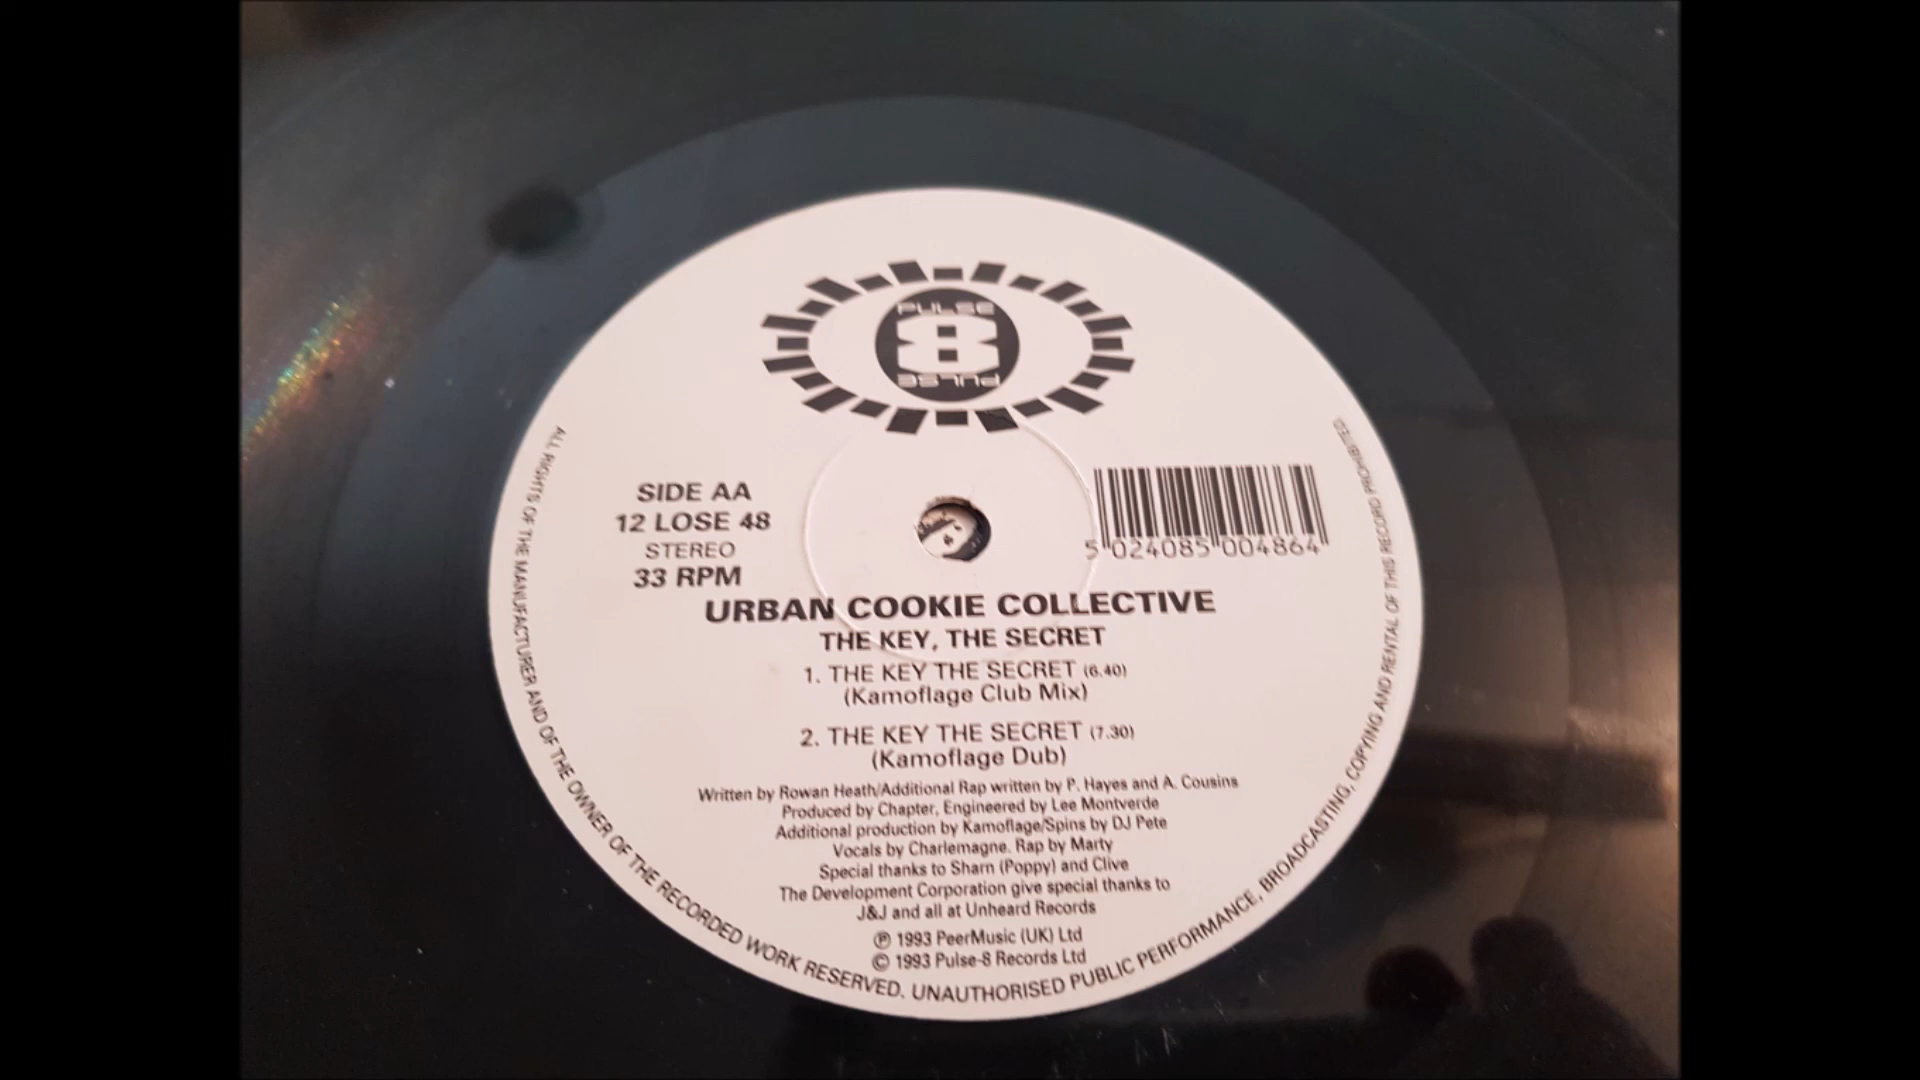 PULSE
8
PULSE
SIDE AA
12 LOSE 48
STEREO
33 RPM
5 024085 004864
URBAN COOKIE COLLECTIVE
THE KEY, THE SECRET
1. THE KEY THE SECRET (6.40)
(Kamoflage Club Mix)
2. THE KEY THE SECRET (7.30)
(Kamoflage Dub)
Written by Rowan Heath/Additional Rap written by P. Hayes and A. Cousins
Produced by Chapter, Engineered by Lee Montverde
Additional production by Kamoflage/Spins by DJ Pete
Vocals by Charlemagne. Rap by Marty
Special thanks to Sharn (Poppy) and Clive
The Development Corporation give special thanks to
J&J and all at Unheard Records
℗ 1993 PeerMusic (UK) Ltd
© 1993 Pulse-8 Records Ltd
ALL RIGHTS OF THE MANUFACTURER AND OF THE OWNER OF THE RECORDED WORK RESERVED. UNAUTHORISED PUBLIC PERFORMANCE, BROADCASTING, COPYING AND RENTAL OF THIS RECORD PROHIBITED.